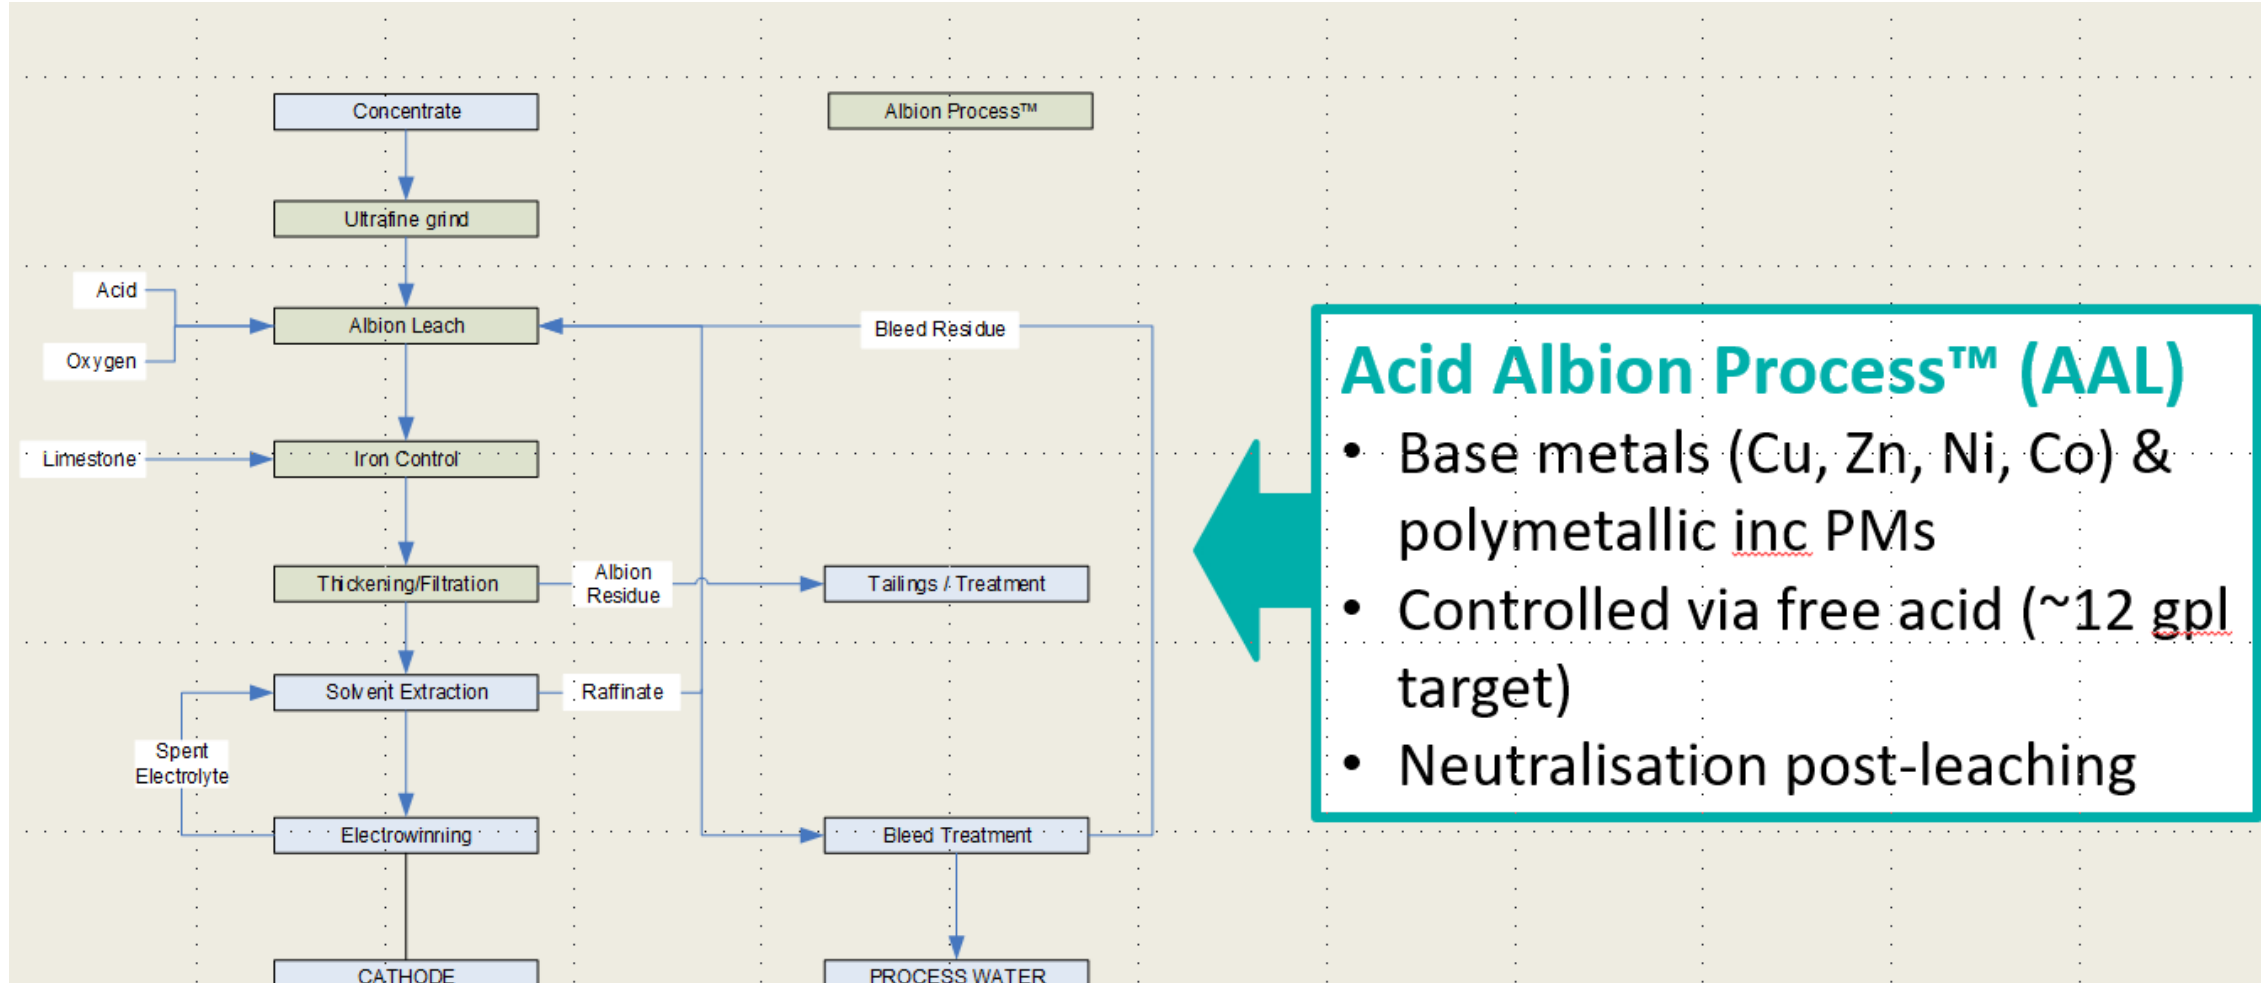 Concentrate
Albion Process™
Ultrafine grind
Acid
Albion Leach
Bleed Residue
Oxygen
Limestone
Iron Control
Thickening/Filtration
Albion
Residue
Tailings / Treatment
Solvent Extraction
Raffinate
Spent
Electrolyte
Electrowinning
Bleed Treatment
CATHODE
PROCESS WATER
Acid Albion Process™ (AAL)
• Base metals (Cu, Zn, Ni, Co) &
polymetallic inc PMs
• Controlled via free acid (~12 gpl
target)
• Neutralisation post-leaching